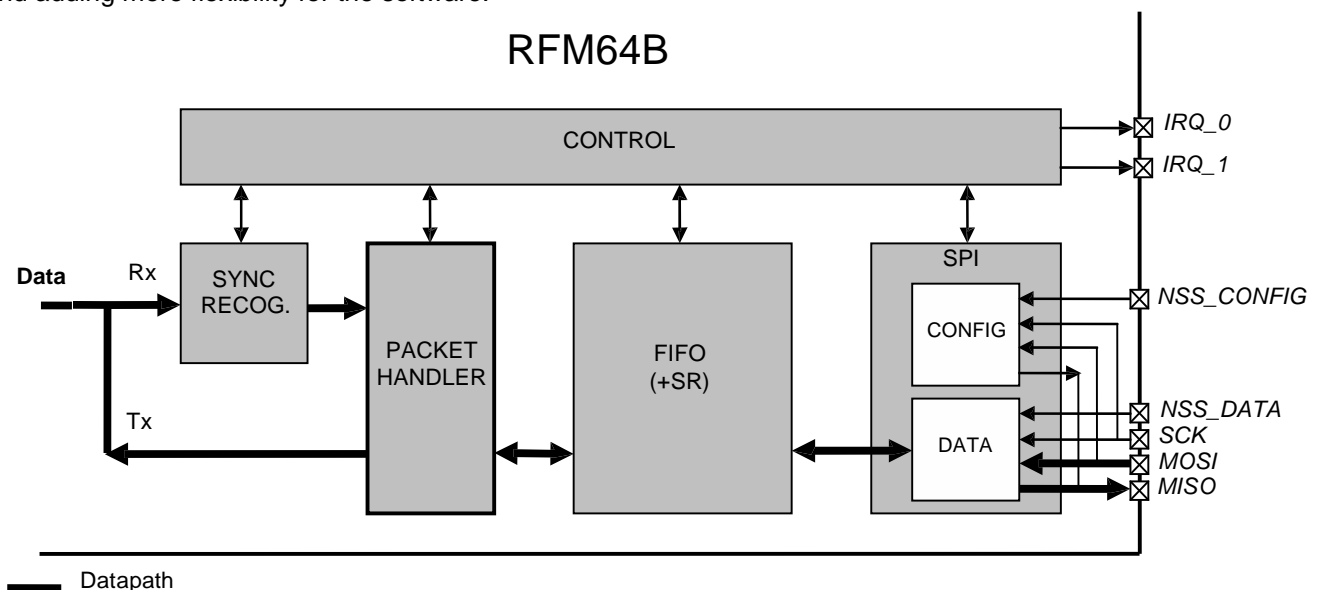 adding more flexibility for the software.
RFM64B
CONTROL
IRQ_0
IRQ_1
Data
Rx
SYNC
RECOG.
PACKET
HANDLER
FIFO
(+SR)
SPI
CONFIG
DATA
NSS_CONFIG
NSS_DATA
SCK
MOSI
MISO
Tx
Datapath